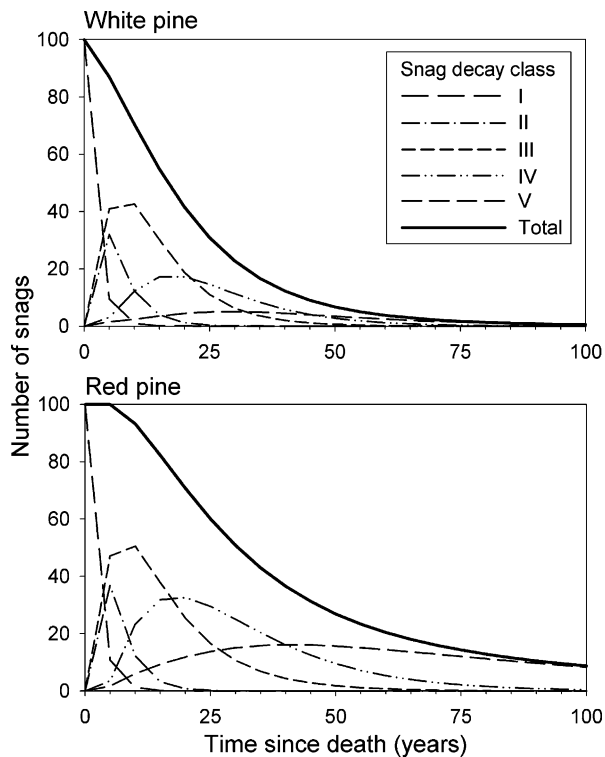 White pine
100
80
60
40
20
0
0 25 50 75 100
Snag decay class
I
II
III
IV
V
Total
Number of snags
Red pine
100
80
60
40
20
0
0 25 50 75 100
Time since death (years)